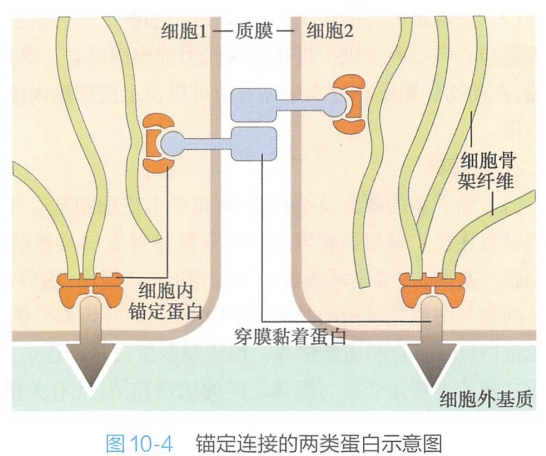 细胞1 — 质膜 — 细胞2
细胞骨
架纤维
细胞内
锚定蛋白
穿膜黏着蛋白
细胞外基质
图10-4 锚定连接的两类蛋白示意图